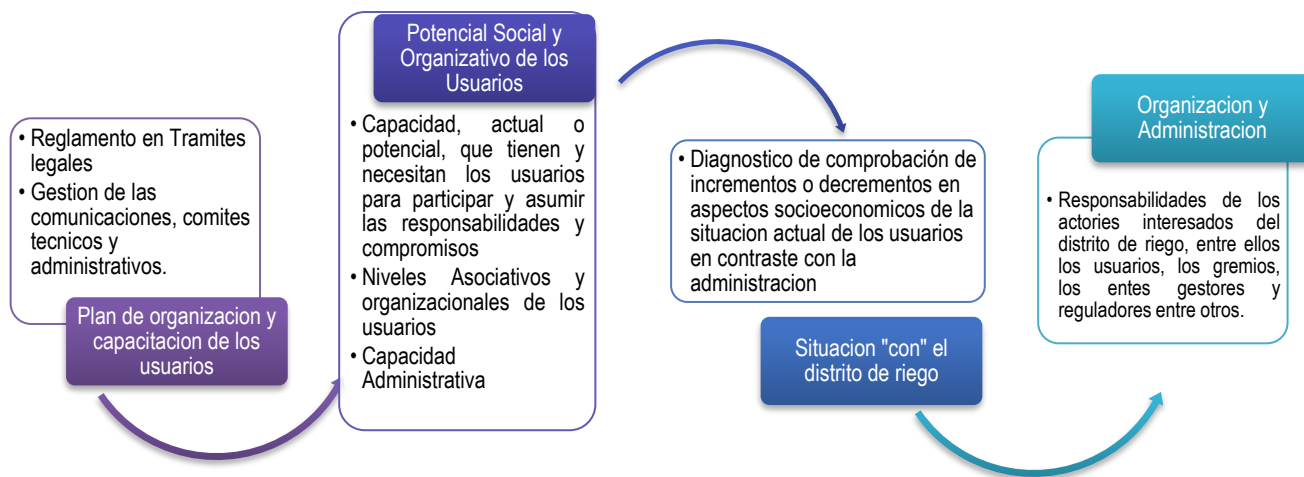 • Reglamento en Tramites
legales
• Gestion de las
comunicaciones, comites
tecnicos y
administrativos.
Plan de organizacion y
capacitacion de los
usuarios
Potencial Social y
Organizativo de los
Usuarios
• Capacidad, actual o
potencial, que tienen y
necesitan los usuarios
para participar y asumir
las responsabilidades y
compromisos
• Niveles Asociativos y
organizacionales de los
usuarios
• Capacidad
Administrativa
• Diagnostico de comprobación de
incrementos o decrementos en
aspectos socioeconomicos de la
situacion actual de los usuarios
en contraste con la
administracion
Situacion "con" el
distrito de riego
Organizacion y
Administracion
• Responsabilidades de los
actories interesados del
distrito de riego, entre ellos
los usuarios, los gremios,
los entes gestores y
reguladores entre otros.